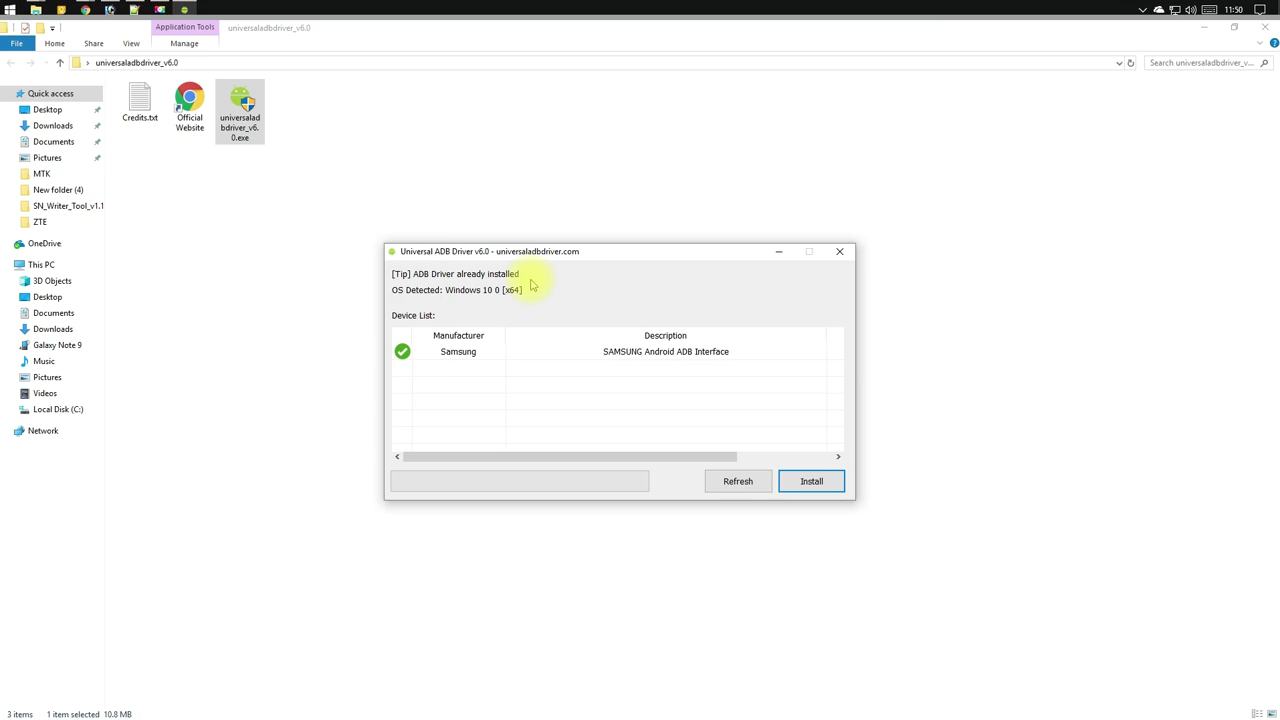 11:50
Application Tools
universaladbdriver_v6.0
File
Home
Share
View
Manage
universaladbdriver_v6.0
Search universaladbdriver_v...
Quick access
Desktop
Downloads
Documents
Pictures
MTK
New folder (4)
SN_Writer_Tool_v1.1
ZTE
OneDrive
This PC
3D Objects
Desktop
Documents
Downloads
Galaxy Note 9
Music
Pictures
Videos
Local Disk (C:)
Network
Credits.txt
Official
Website
universalad
bdriver_v6.
0.exe
Universal ADB Driver v6.0 - universaladbdriver.com
[Tip] ADB Driver already installed
OS Detected: Windows 10 0 [x64]
Device List:
Manufacturer
Description
Samsung
SAMSUNG Android ADB Interface
Refresh
Install
3 items
1 item selected 10.8 MB